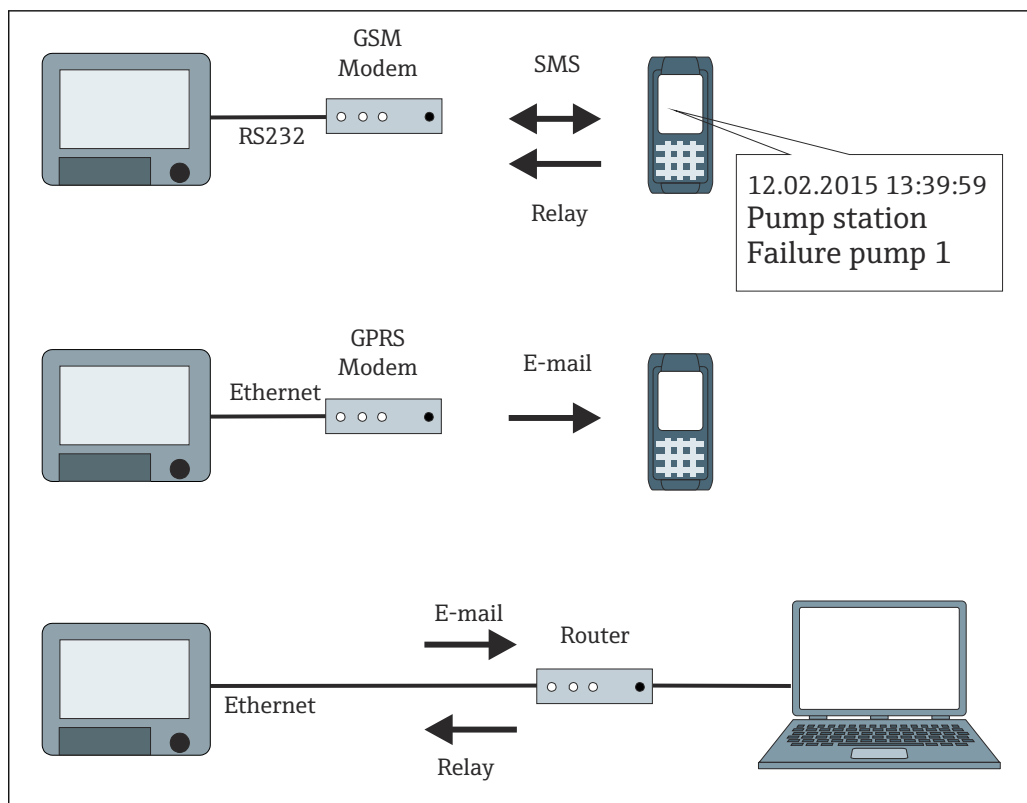 GSM
Modem
SMS
RS232
Relay
12.02.2015 13:39:59
Pump station
Failure pump 1
GPRS
Modem
E-mail
Ethernet
E-mail
Router
Ethernet
Relay